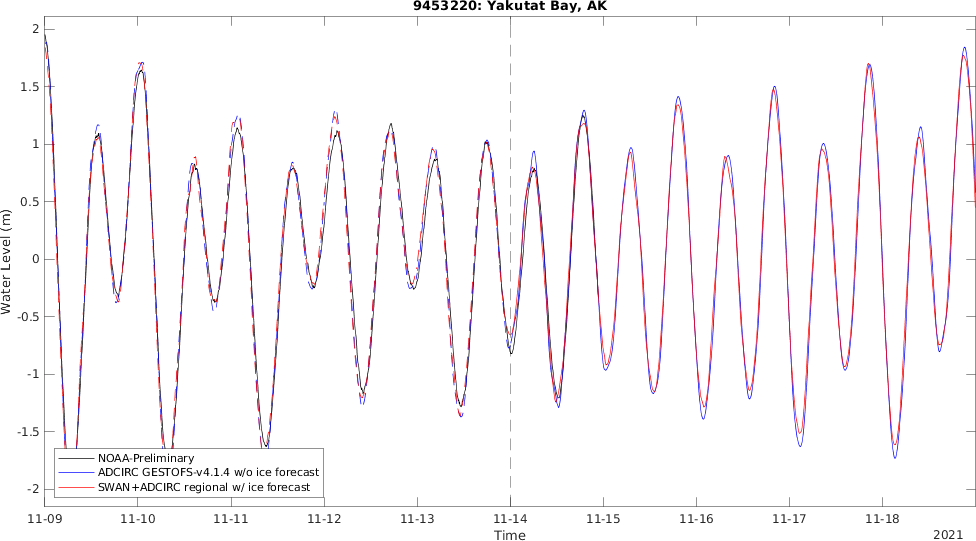 9453220: Yakutat Bay, AK
Water Level (m)
2
1.5
1
0.5
0
-0.5
-1
-1.5
-2
NOAA-Preliminary
ADCIRC GESTOFS-v4.1.4 w/o ice forecast
SWAN+ADCIRC regional w/ ice forecast
11-09 11-10 11-11 11-12 11-13 11-14 11-15 11-16 11-17 11-18
Time
2021